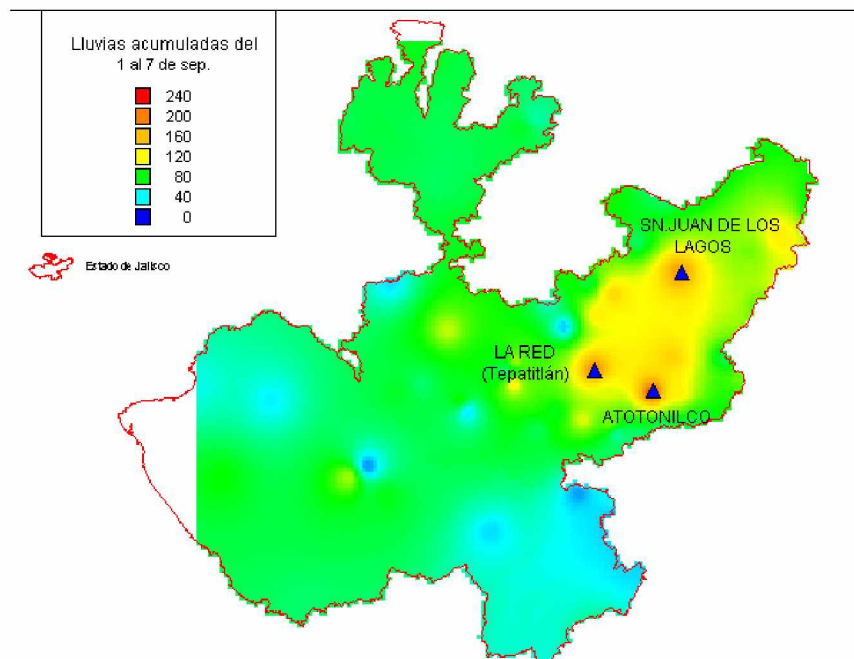 Lluvias acumuladas del
1 al 7 de sep.
240
200
160
120
80
40
0
Estado de Jalisco
SN.JUAN DE LOS
LAGOS
LA RED
(Tepatitlán)
ATOTONILCO